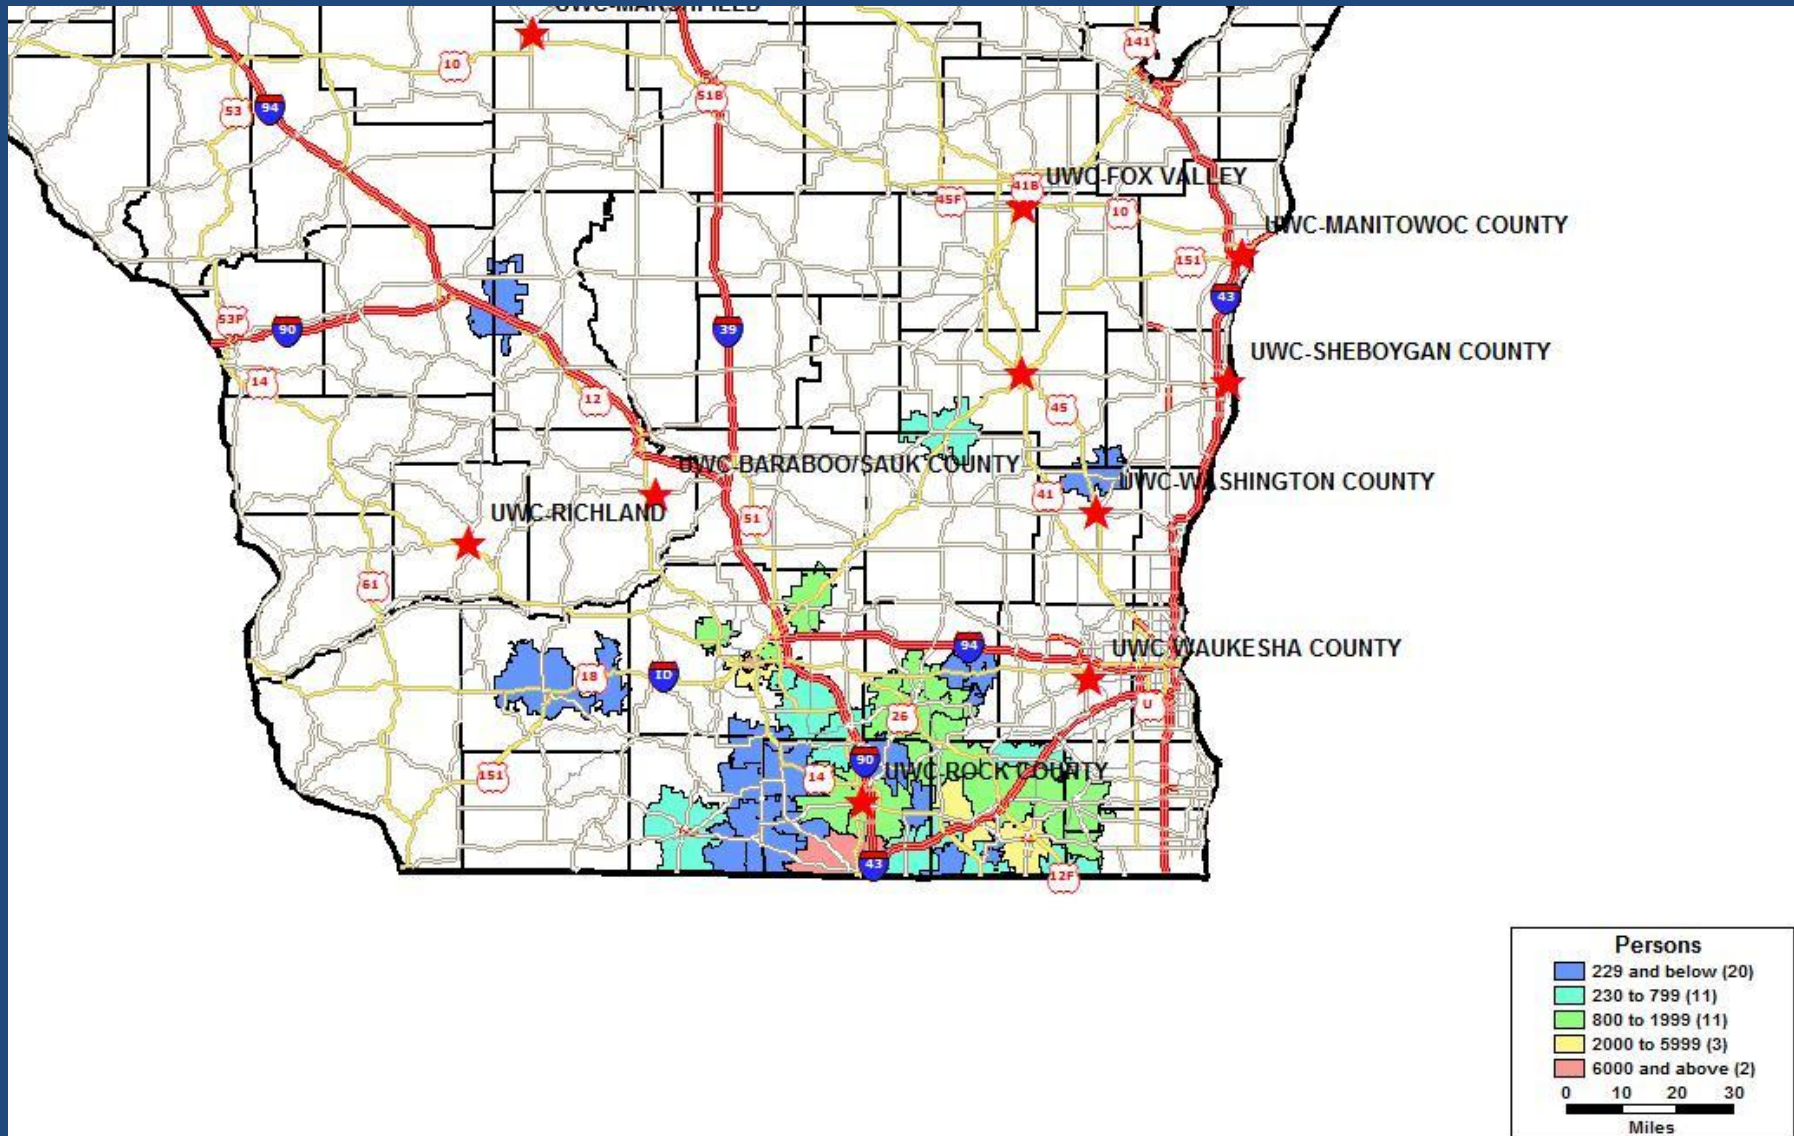 UWC-MARSHFIELD
141
10
51B
53
94
UWC-FOX VALLEY
41B
45F
10
UWC-MANITOWOC COUNTY
151
43
53P
90
39
UWC-SHEBOYGAN COUNTY
14
12
45
UWC-BARABOO/SAUK COUNTY
UWC-WASHINGTON COUNTY
41
UWC-RICHLAND
51
61
UWC-WAUKESHA COUNTY
94
18
ID
U
26
90
UWC-ROCK COUNTY
151
14
43
12F
Persons
229 and below (20)
230 to 799 (11)
800 to 1999 (11)
2000 to 5999 (3)
6000 and above (2)
0 10 20 30
Miles